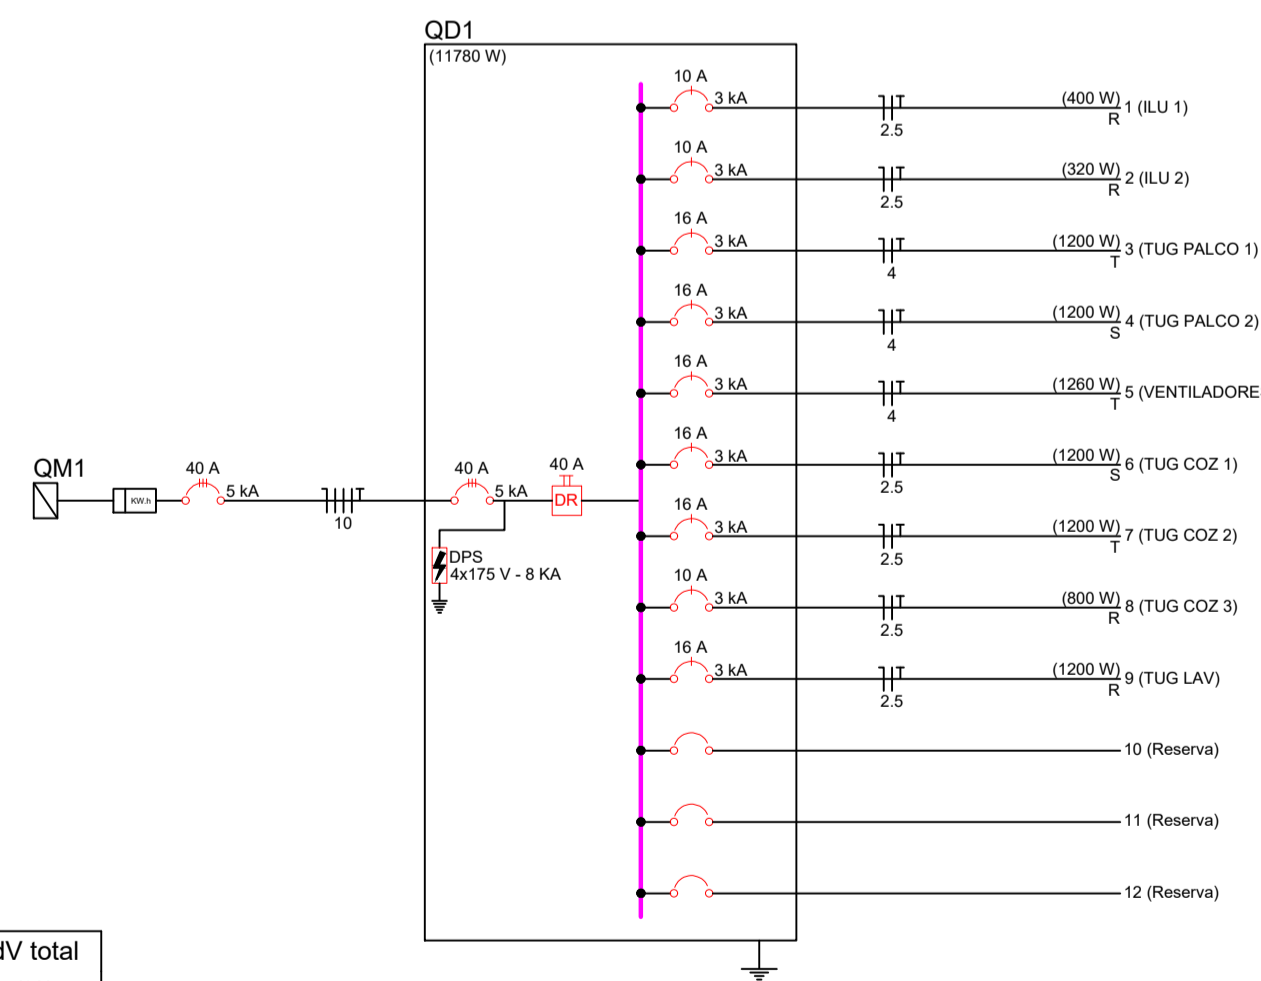 QD1
(11780 W)
10 A
3 kA
2.5
(400 W)
R
1 (ILU 1)
10 A
3 kA
2.5
(320 W)
R
2 (ILU 2)
16 A
3 kA
4
(1200 W)
T
3 (TUG PALCO 1)
16 A
3 kA
4
(1200 W)
S
4 (TUG PALCO 2)
16 A
3 kA
4
(1260 W)
T
5 (VENTILADORE
16 A
3 kA
2.5
(1200 W)
S
6 (TUG COZ 1)
QM1
KW.h
40 A
5 kA
10
40 A
5 kA
40 A
DR
DPS
4x175 V - 8 KA
16 A
3 kA
2.5
(1200 W)
T
7 (TUG COZ 2)
10 A
3 kA
2.5
(800 W)
R
8 (TUG COZ 3)
16 A
3 kA
2.5
(1200 W)
R
9 (TUG LAV)
10 (Reserva)
11 (Reserva)
12 (Reserva)
dV total